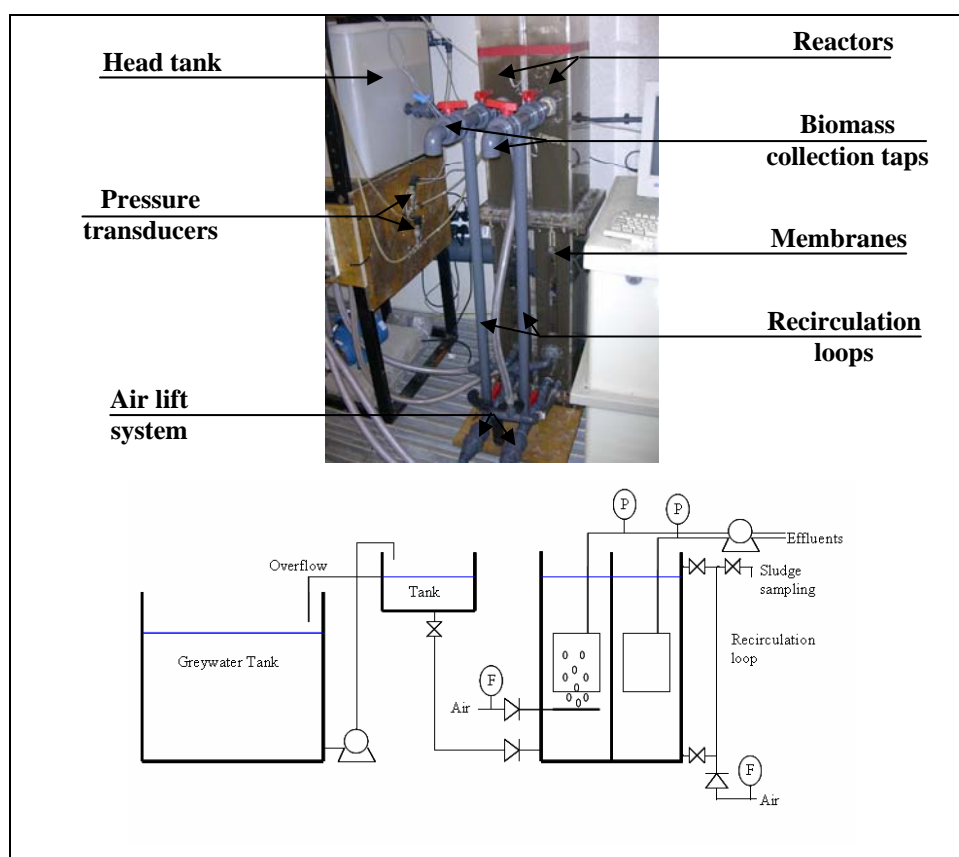 Head tank
Reactors
Biomass
collection taps
Pressure
transducers
Membranes
Recirculation
loops
Air lift
system
P
P
Effluents
Overflow
Sludge
sampling
Tank
Recirculation
loop
Greywater Tank
F
Air
F
Air